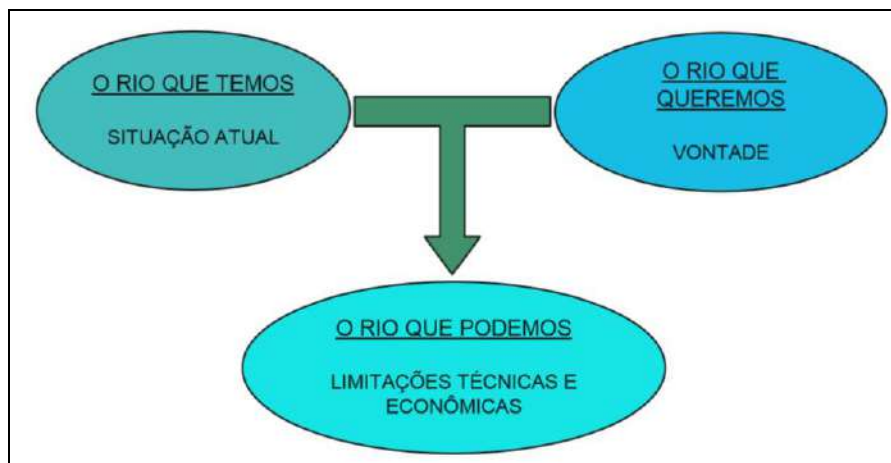 O RIO QUE TEMOS
SITUAÇÃO ATUAL
O RIO QUE
QUEREMOS
VONTADE
O RIO QUE PODEMOS
LIMITAÇÕES TÉCNICAS E
ECONÔMICAS